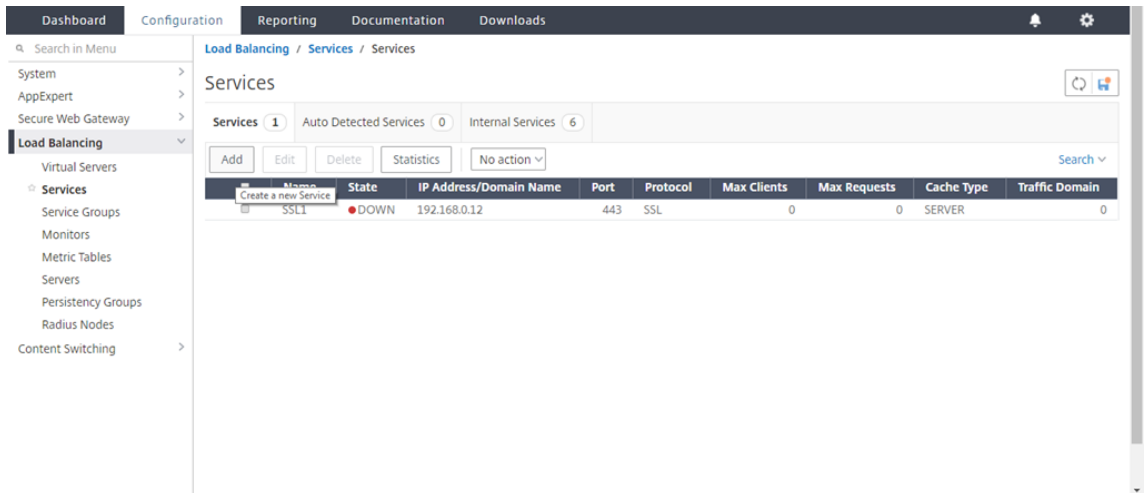 Dashboard Configuration Reporting Documentation Downloads
Search in Menu
System
AppExpert
Secure Web Gateway
Load Balancing
Virtual Servers
Services
Service Groups
Monitors
Metric Tables
Servers
Persistency Groups
Radius Nodes
Content Switching
Load Balancing / Services / Services
Services
Services 1 Auto Detected Services 0 Internal Services 6
Add Edit Delete Statistics No action Search
Name State IP Address/Domain Name Port Protocol Max Clients Max Requests Cache Type Traffic Domain
Create a new Service
SSL1 DOWN 192.168.0.12 443 SSL 0 0 SERVER 0